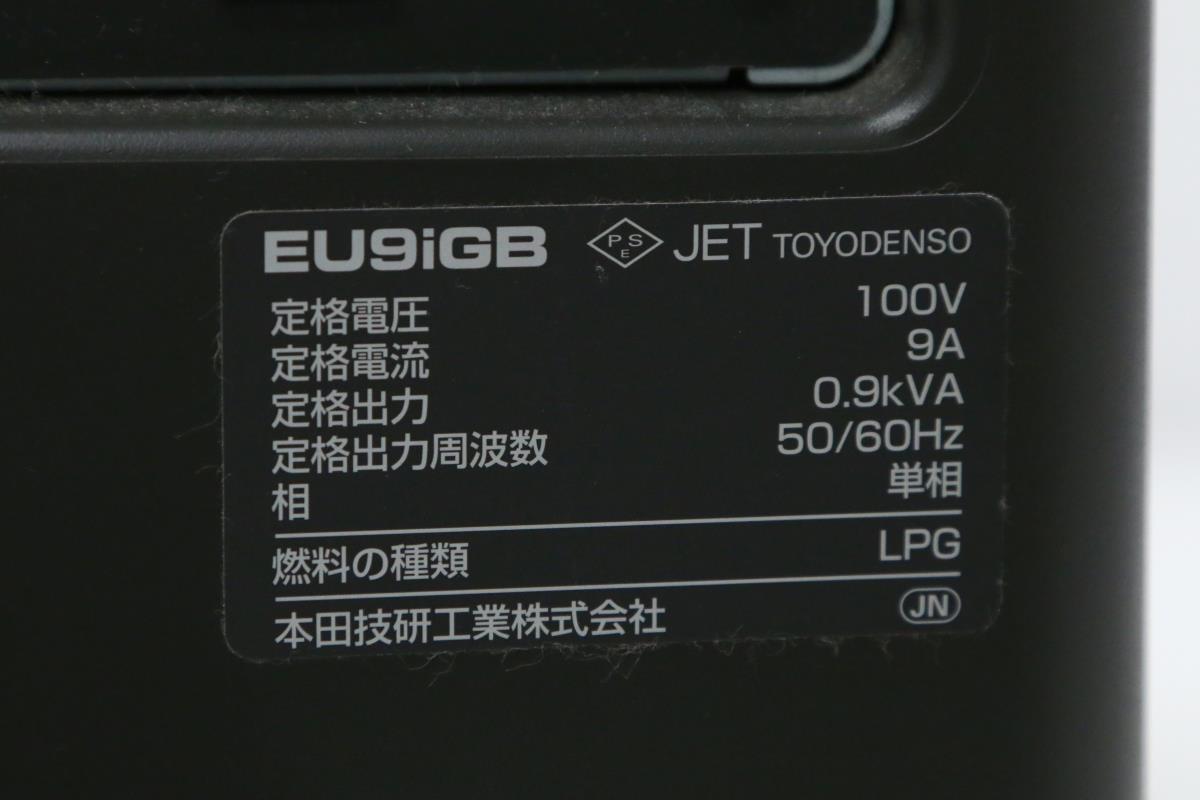 EU9iGB PSE JET TOYODENSO
定格電圧 100V
定格電流 9A
定格出力 0.9kVA
定格出力周波数 50/60Hz
相 単相
燃料の種類 LPG
本田技研工業株式会社 JN